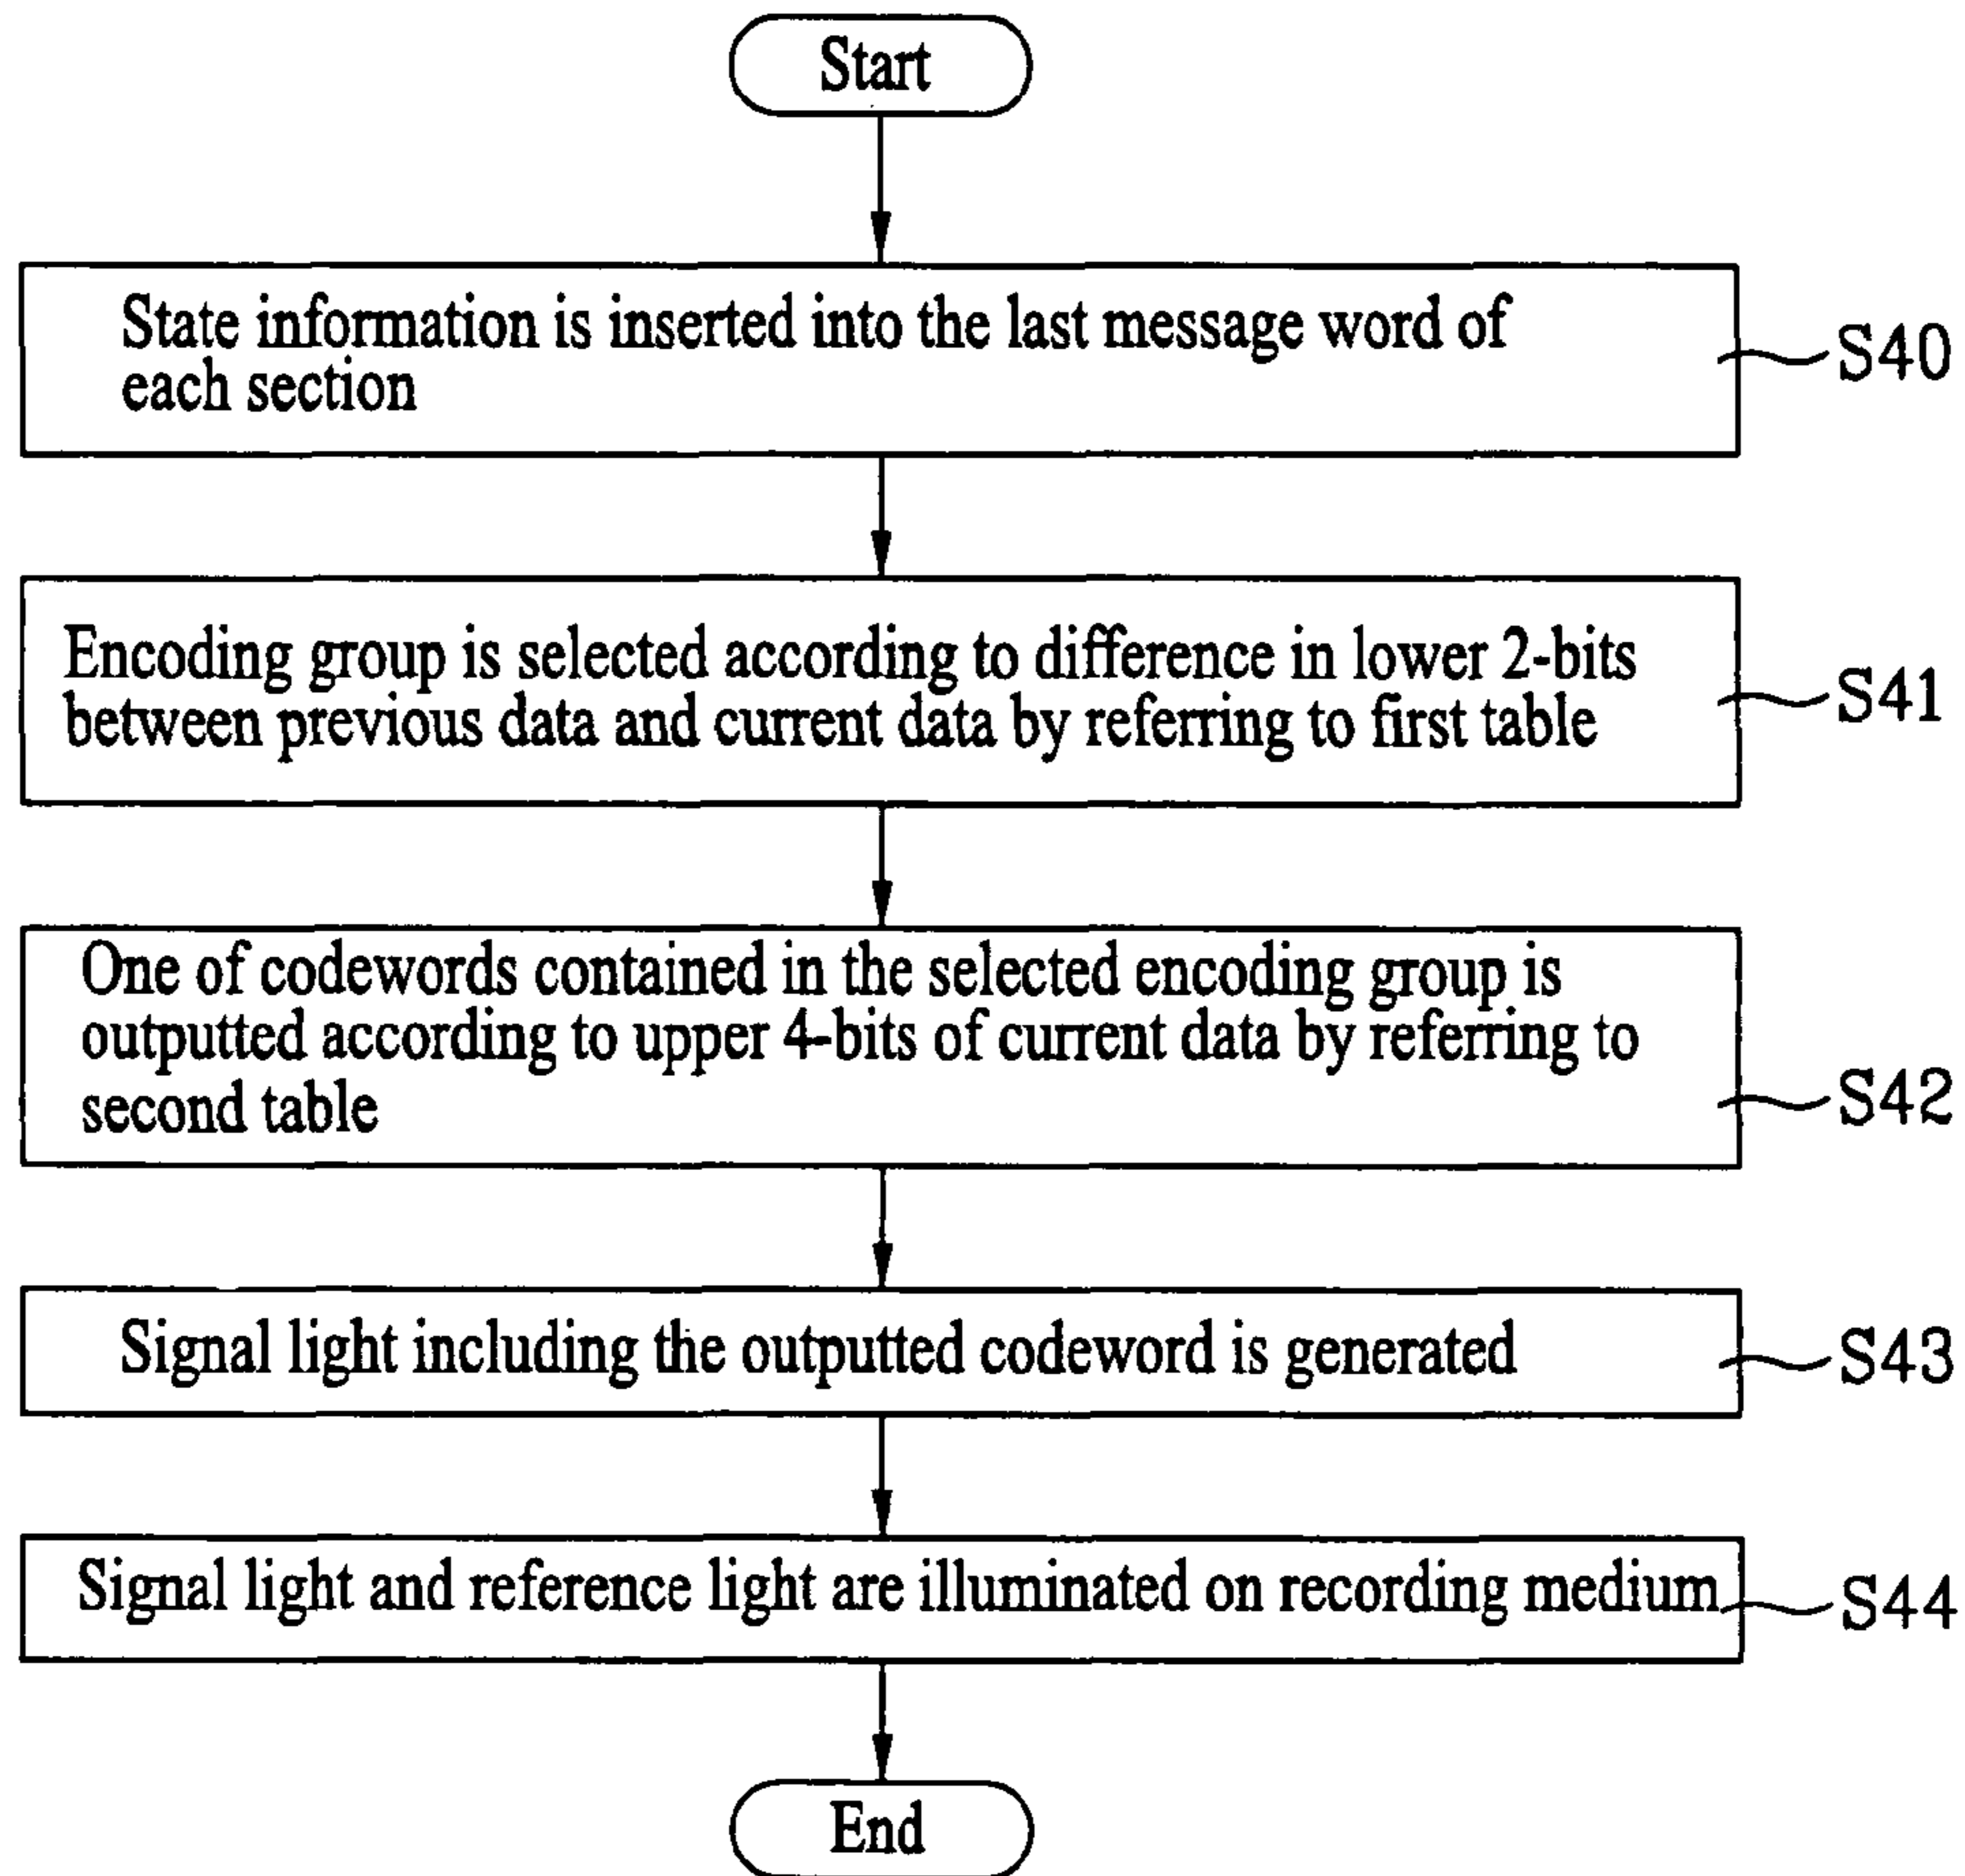 Start
State information is inserted into the last message word of
each section
S40
Encoding group is selected according to difference in lower 2-bits
between previous data and current data by referring to first table
S41
One of codewords contained in the selected encoding group is
outputted according to upper 4-bits of current data by referring to
second table
S42
Signal light including the outputted codeword is generated
S43
Signal light and reference light are illuminated on recording medium
S44
End